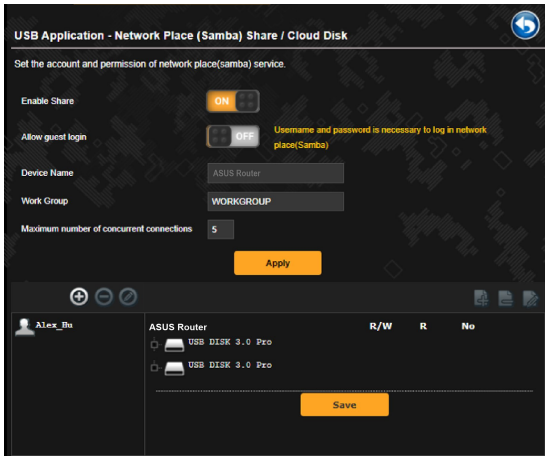 USB Application - Network Place (Samba) Share / Cloud Disk
Set the account and permission of network place(samba) service.
Enable Share
ON
Allow guest login
OFF
Username and password is necessary to log in network
place(Samba)
Device Name
ASUS Router
Work Group
WORKGROUP
Maximum number of concurrent connections
5
Apply
Alex_Hu
ASUS Router R/W R No
USB DISK 3.0 Pro
USB DISK 3.0 Pro
Save